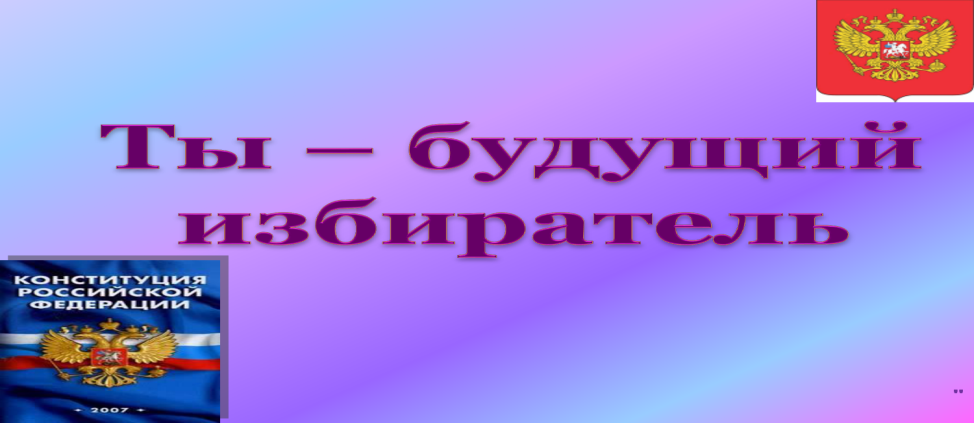 Ты – будущий
избиратель
КОНСТИТУЦИЯ
РОССИЙСКОЙ
ФЕДЕРАЦИИ
2007
"